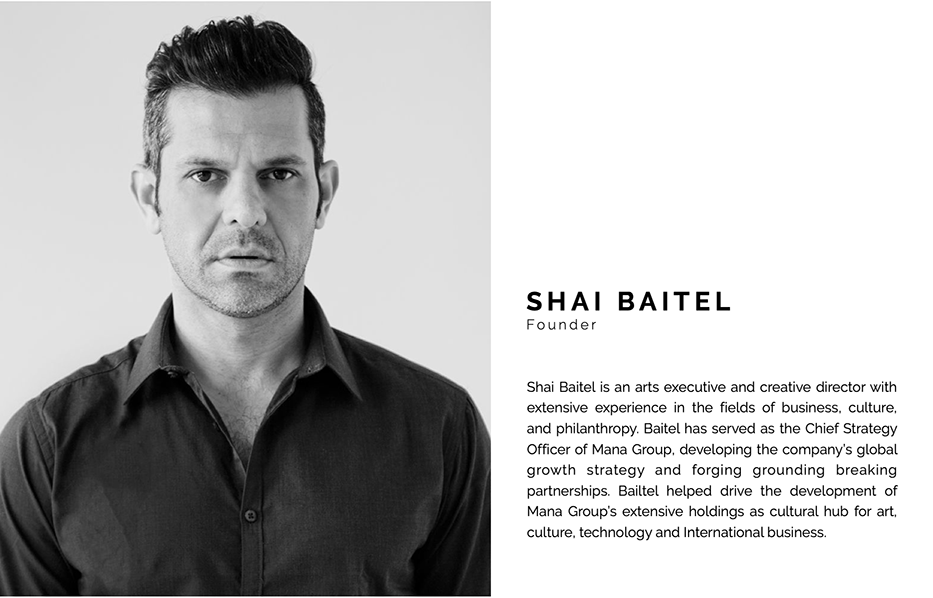 SHAI BAITEL
Founder
Shai Baitel is an arts executive and creative director with
extensive experience in the fields of business, culture,
and philanthropy. Baitel has served as the Chief Strategy
Officer of Mana Group, developing the company's global
growth strategy and forging grounding breaking
partnerships. Bailtel helped drive the development of
Mana Group's extensive holdings as cultural hub for art,
culture, technology and International business.